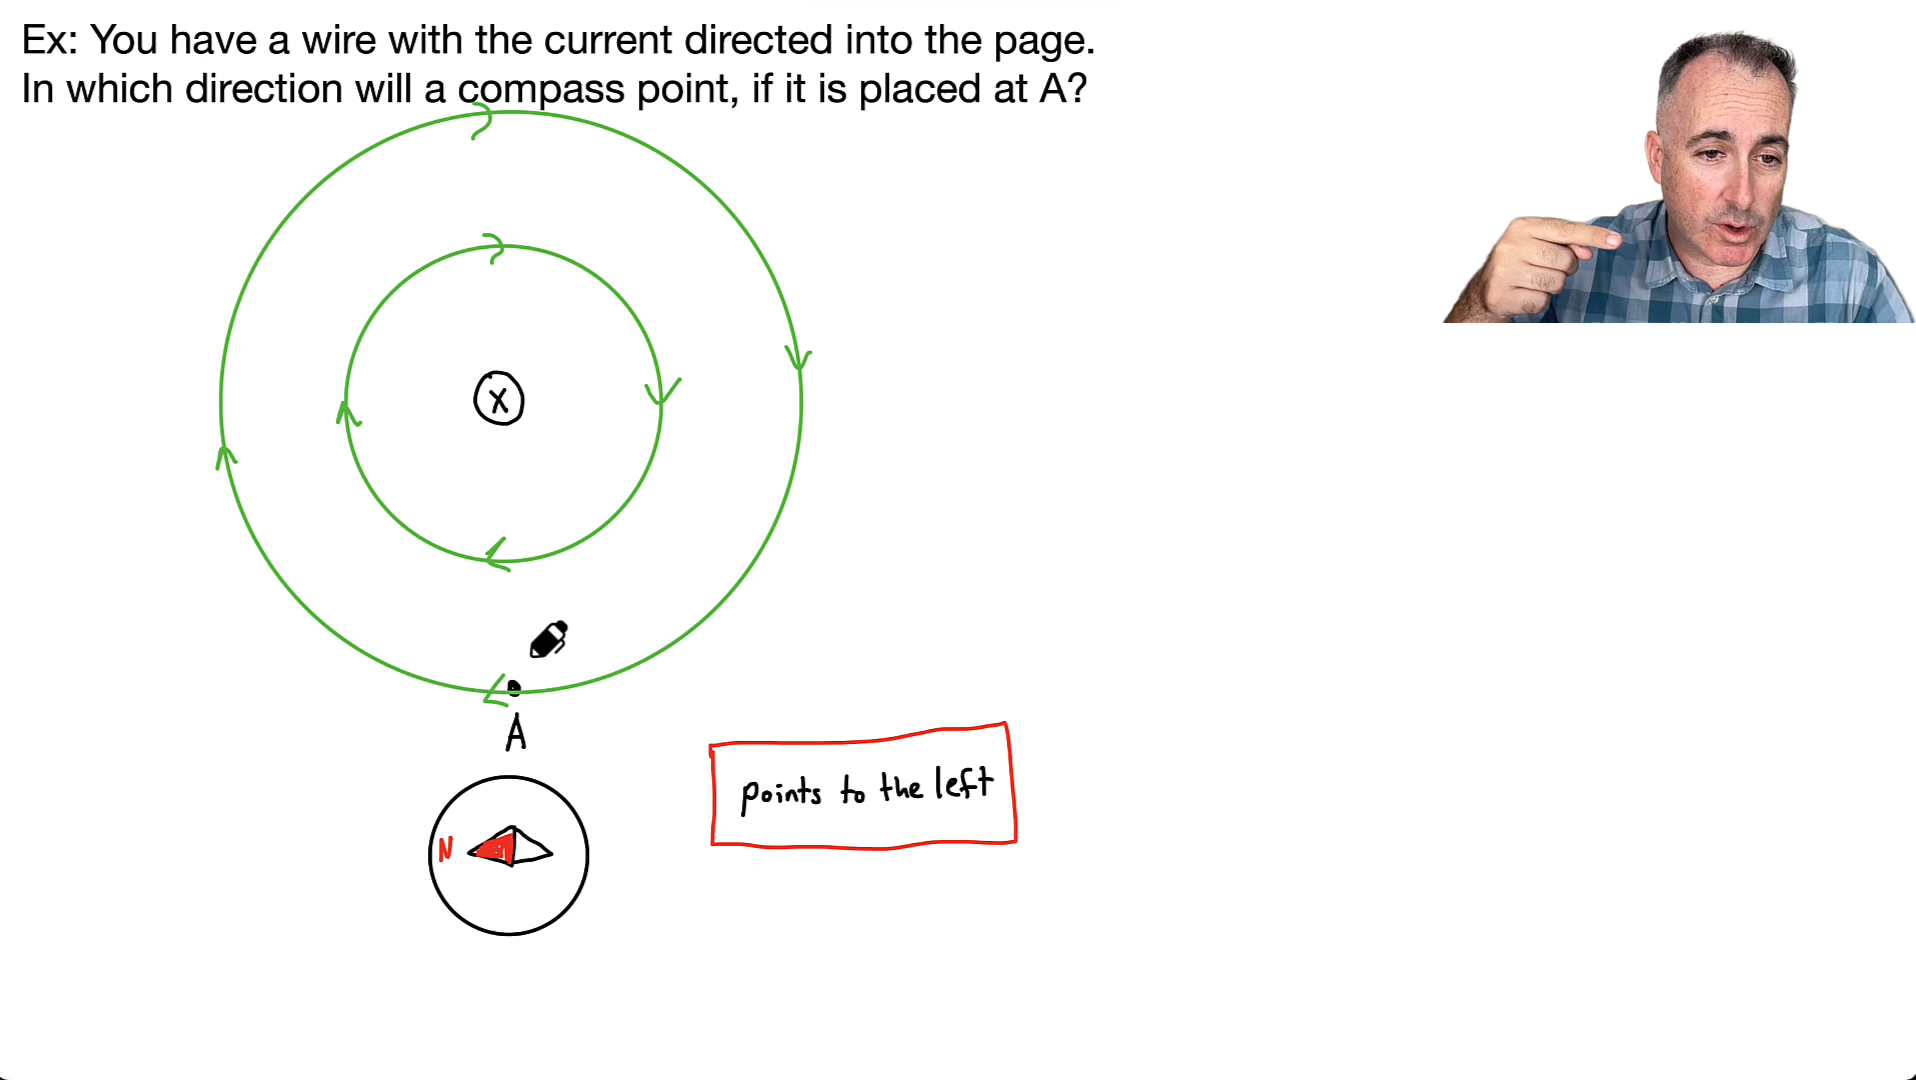 Ex: You have a wire with the current directed into the page.
In which direction will a compass point, if it is placed at A?
X
A
N
points to the left